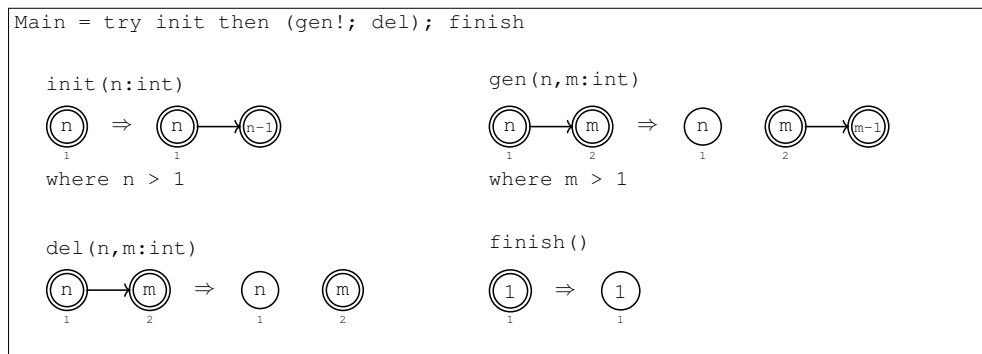 Main = try init then (gen!; del); finish
init(n:int)
n ⇒ n n-1
1 1
where n > 1
gen(n,m:int)
n m ⇒ n m m-1
1 2 1 2
where m > 1
del(n,m:int)
n m ⇒ n m
1 2 1 2
finish()
1 ⇒ 1
1 1